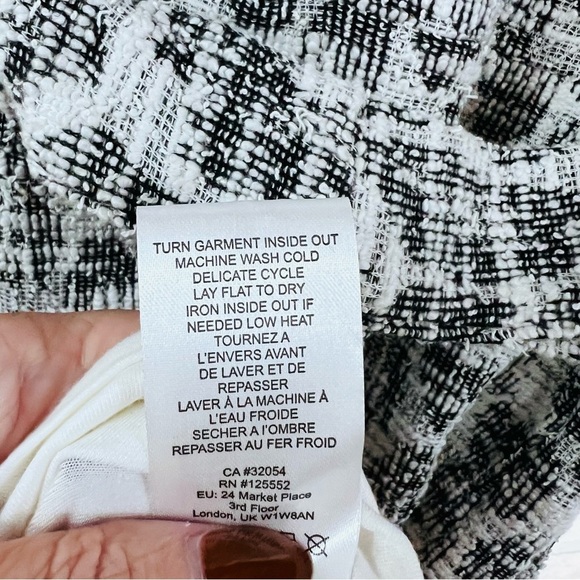 TURN GARMENT INSIDE OUT
MACHINE WASH COLD
DELICATE CYCLE
LAY FLAT TO DRY
IRON INSIDE OUT IF
NEEDED LOW HEAT
TOURNEZ A
L'ENVERS AVANT
DE LAVER ET DE
REPASSER
LAVER À LA MACHINE À
L'EAU FROIDE
SECHER A L'OMBRE
REPASSER AU FER FROID
CA #32054
RN #125552
EU: 24 Market Place
3rd Floor
London, UK W1W8AN